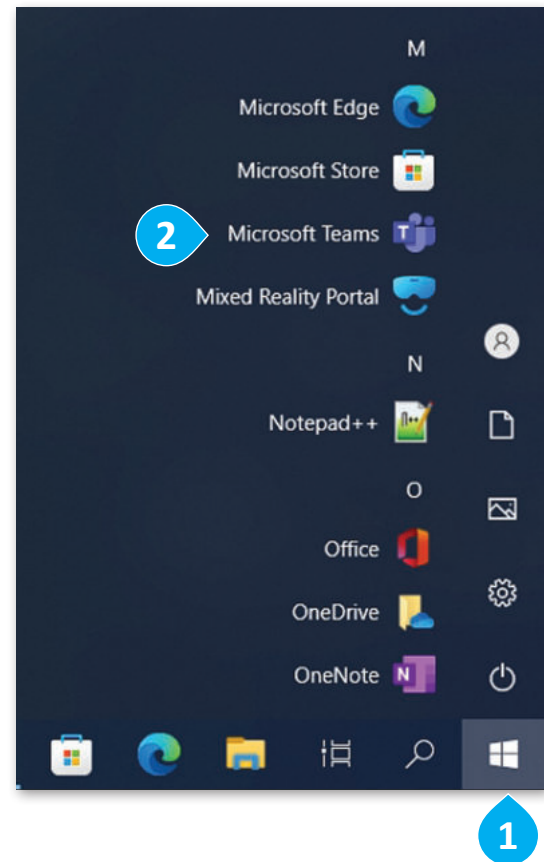 M
Microsoft Edge
Microsoft Store
2
Microsoft Teams
Mixed Reality Portal
N
Notepad++
O
Office
OneDrive
OneNote
1